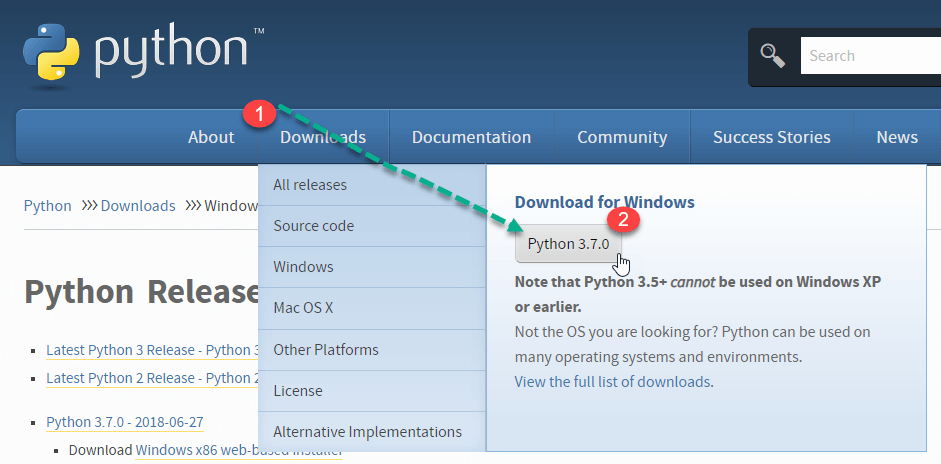 python™
Search
1
About Downloads Documentation Community Success Stories News
Python >>> Downloads >>> Window
All releases
Source code
Windows
Mac OS X
Other Platforms
License
Alternative Implementations
Download for Windows
2
Python 3.7.0
Note that Python 3.5+ cannot be used on Windows XP
or earlier.
Not the OS you are looking for? Python can be used on
many operating systems and environments.
View the full list of downloads.
Python Release
Latest Python 3 Release - Python 3
Latest Python 2 Release - Python 2
Python 3.7.0 - 2018-06-27
Download Windows x86 web-based installer